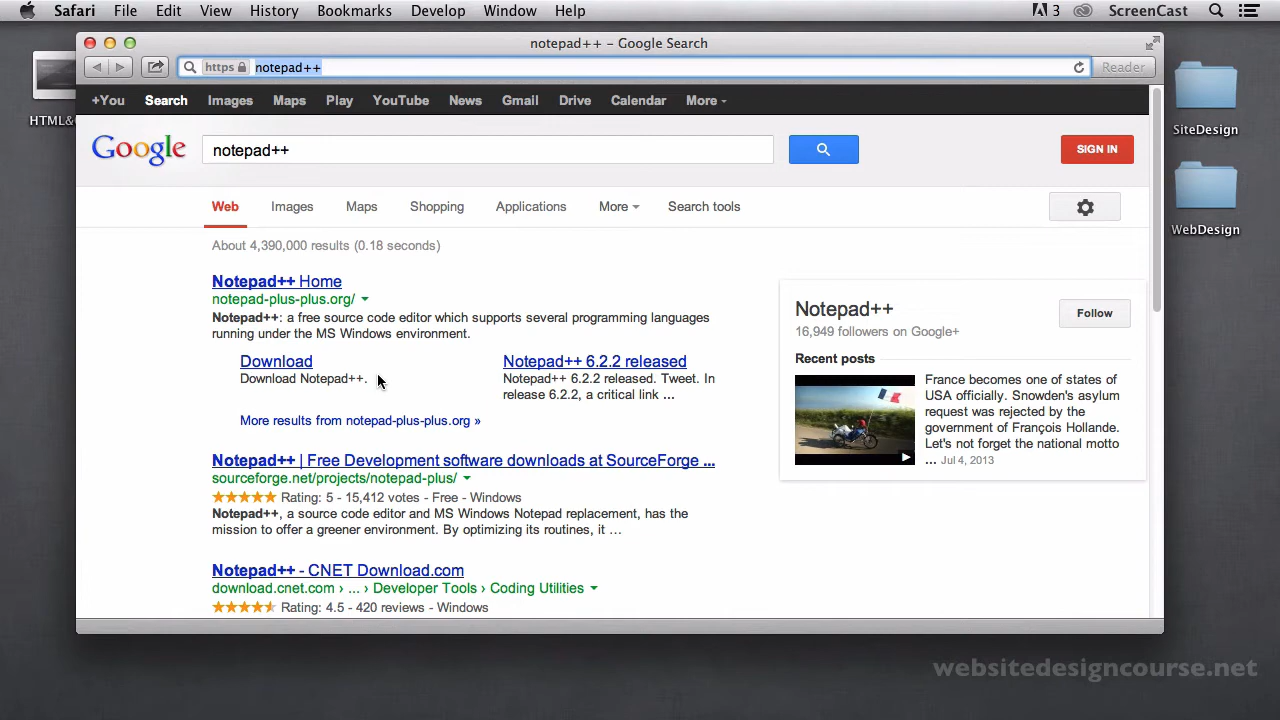 Safari File Edit View History Bookmarks Develop Window Help 3 ScreenCast
notepad++ – Google Search
https notepad++ Reader
+You Search Images Maps Play YouTube News Gmail Drive Calendar More
HTML&
Google notepad++ SIGN IN
SiteDesign
Web Images Maps Shopping Applications More Search tools
WebDesign
About 4,390,000 results (0.18 seconds)
Notepad++ Home
notepad-plus-plus.org/
Notepad++: a free source code editor which supports several programming languages
running under the MS Windows environment.
Download
Download Notepad++.
Notepad++ 6.2.2 released
Notepad++ 6.2.2 released. Tweet. In
release 6.2.2, a critical link ...
More results from notepad-plus-plus.org »
Notepad++ | Free Development software downloads at SourceForge ...
sourceforge.net/projects/notepad-plus/
Rating: 5 - 15,412 votes - Free - Windows
Notepad++, a source code editor and MS Windows Notepad replacement, has the
mission to offer a greener environment. By optimizing its routines, it ...
Notepad++ - CNET Download.com
download.cnet.com › ... › Developer Tools › Coding Utilities
Rating: 4.5 - 420 reviews - Windows
Notepad++
16,949 followers on Google+
Follow
Recent posts
France becomes one of states of
USA officially. Snowden's asylum
request was rejected by the
government of François Hollande.
Let's not forget the national motto
... Jul 4, 2013
websitedesigncourse.net